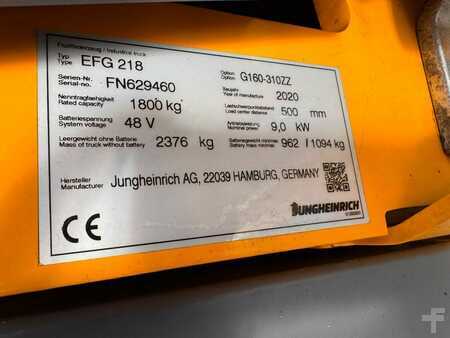 Flurförderzeug / Industrial truck
Typ
Type EFG 218 Option
Option G160-310ZZ
Serien-Nr.
Serial-no. FN629460 Baujahr
Year of manufacture 2020
Nenntragfaehigkeit
Rated capacity 1800 kg Lastschwerpunktabstand
Load center distance 500 mm
Batteriespannung
System voltage 48 V Antriebsleistung
Nominal power 9,0 kW
Leergewicht ohne Batterie
Mass of truck without battery 2376 kg Batteriegewicht min/max
Battery mass min/max 962 / 1094 kg
Hersteller
Manufacturer Jungheinrich AG, 22039 HAMBURG, GERMANY
CE
JUNGHEINRICH